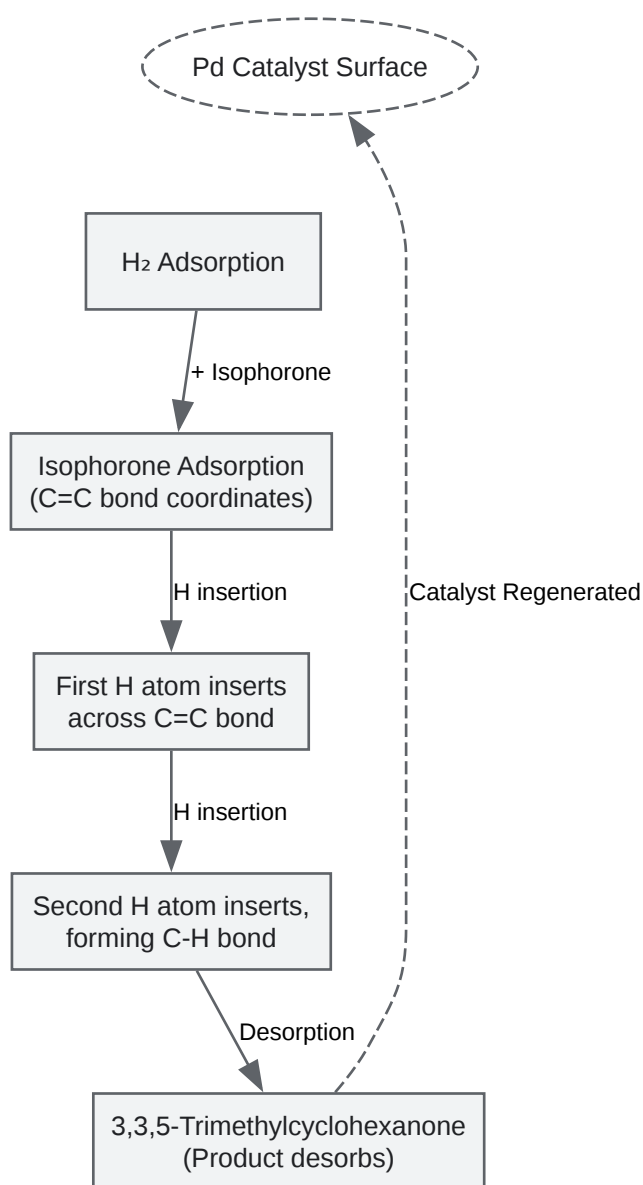 Pd Catalyst Surface
H₂ Adsorption
+ Isophorone
Isophorone Adsorption
(C=C bond coordinates)
H insertion
Catalyst Regenerated
First H atom inserts
across C=C bond
H insertion
Second H atom inserts,
forming C-H bond
Desorption
3,3,5-Trimethylcyclohexanone
(Product desorbs)